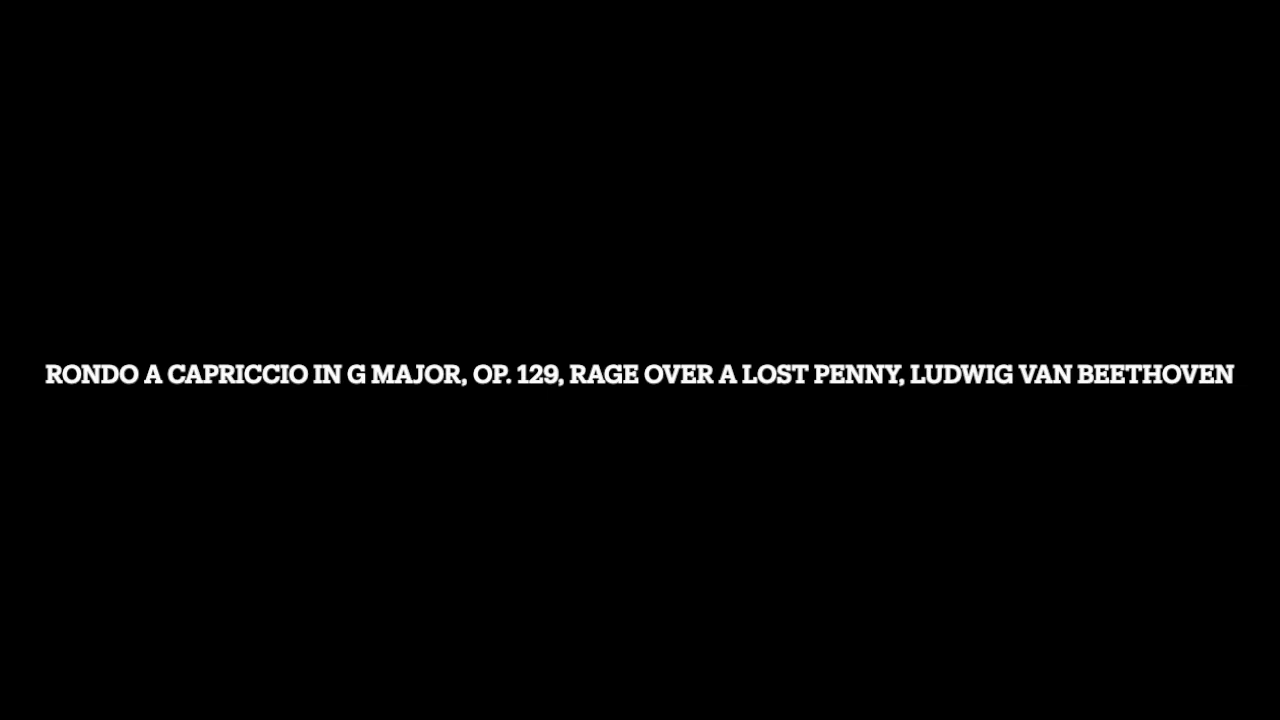 RONDO A CAPRICCIO IN G MAJOR, OP. 129, RAGE OVER A LOST PENNY, LUDWIG VAN BEETHOVEN